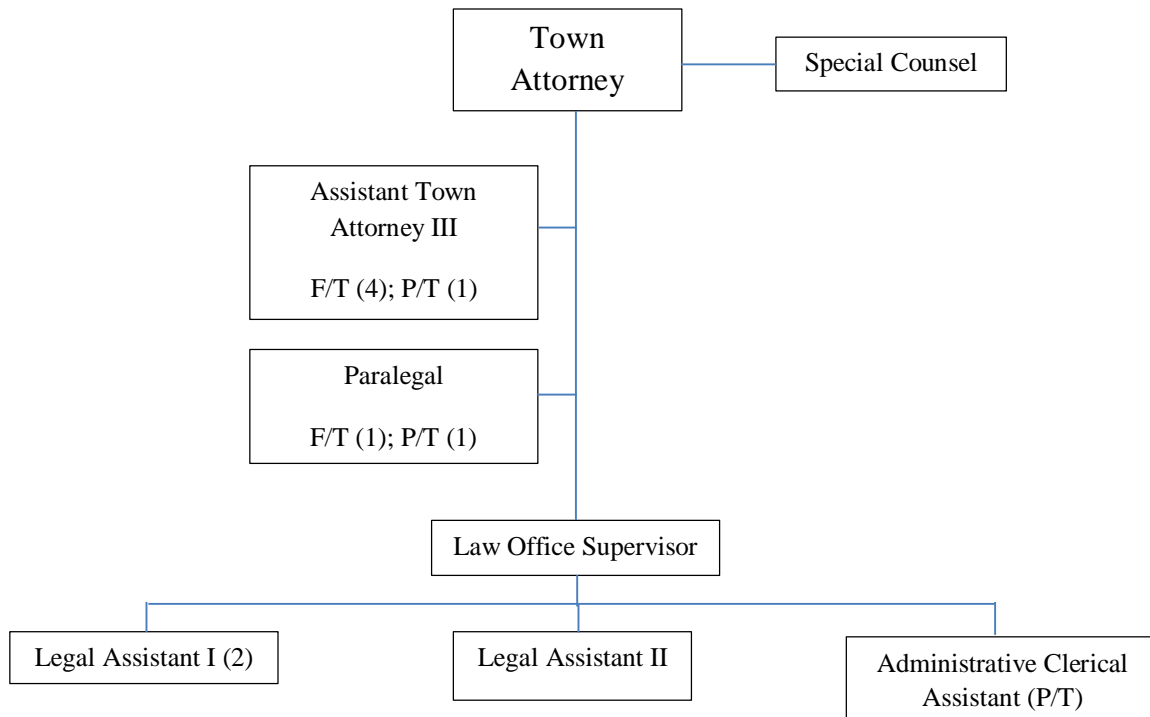 Town
Attorney
Special Counsel
Assistant Town
Attorney III
F/T (4); P/T (1)
Paralegal
F/T (1); P/T (1)
Law Office Supervisor
Legal Assistant I (2)
Legal Assistant II
Administrative Clerical
Assistant (P/T)